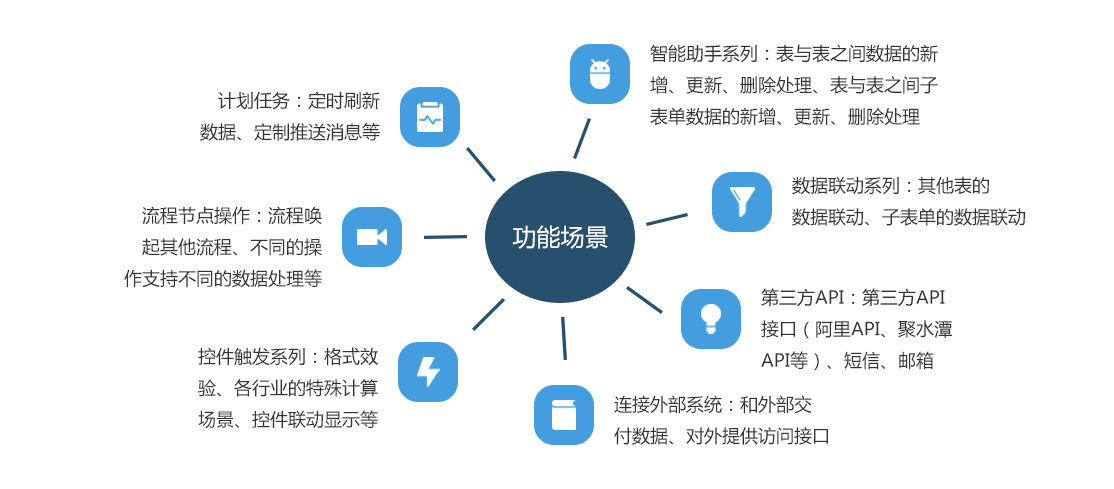 功能场景
智能助手系列：表与表之间数据的新
增、更新、删除处理、表与表之间子
表单数据的新增、更新、删除处理
数据联动系列：其他表的
数据联动、子表单的数据联动
第三方API：第三方API
接口（阿里API、聚水潭
API等）、短信、邮箱
连接外部系统：和外部交
付数据、对外提供访问接口
控件触发系列：格式效
验、各行业的特殊计算
场景、控件联动显示等
流程节点操作：流程唤
起其他流程、不同的操
作支持不同的数据处理等
计划任务：定时刷新
数据、定制推送消息等